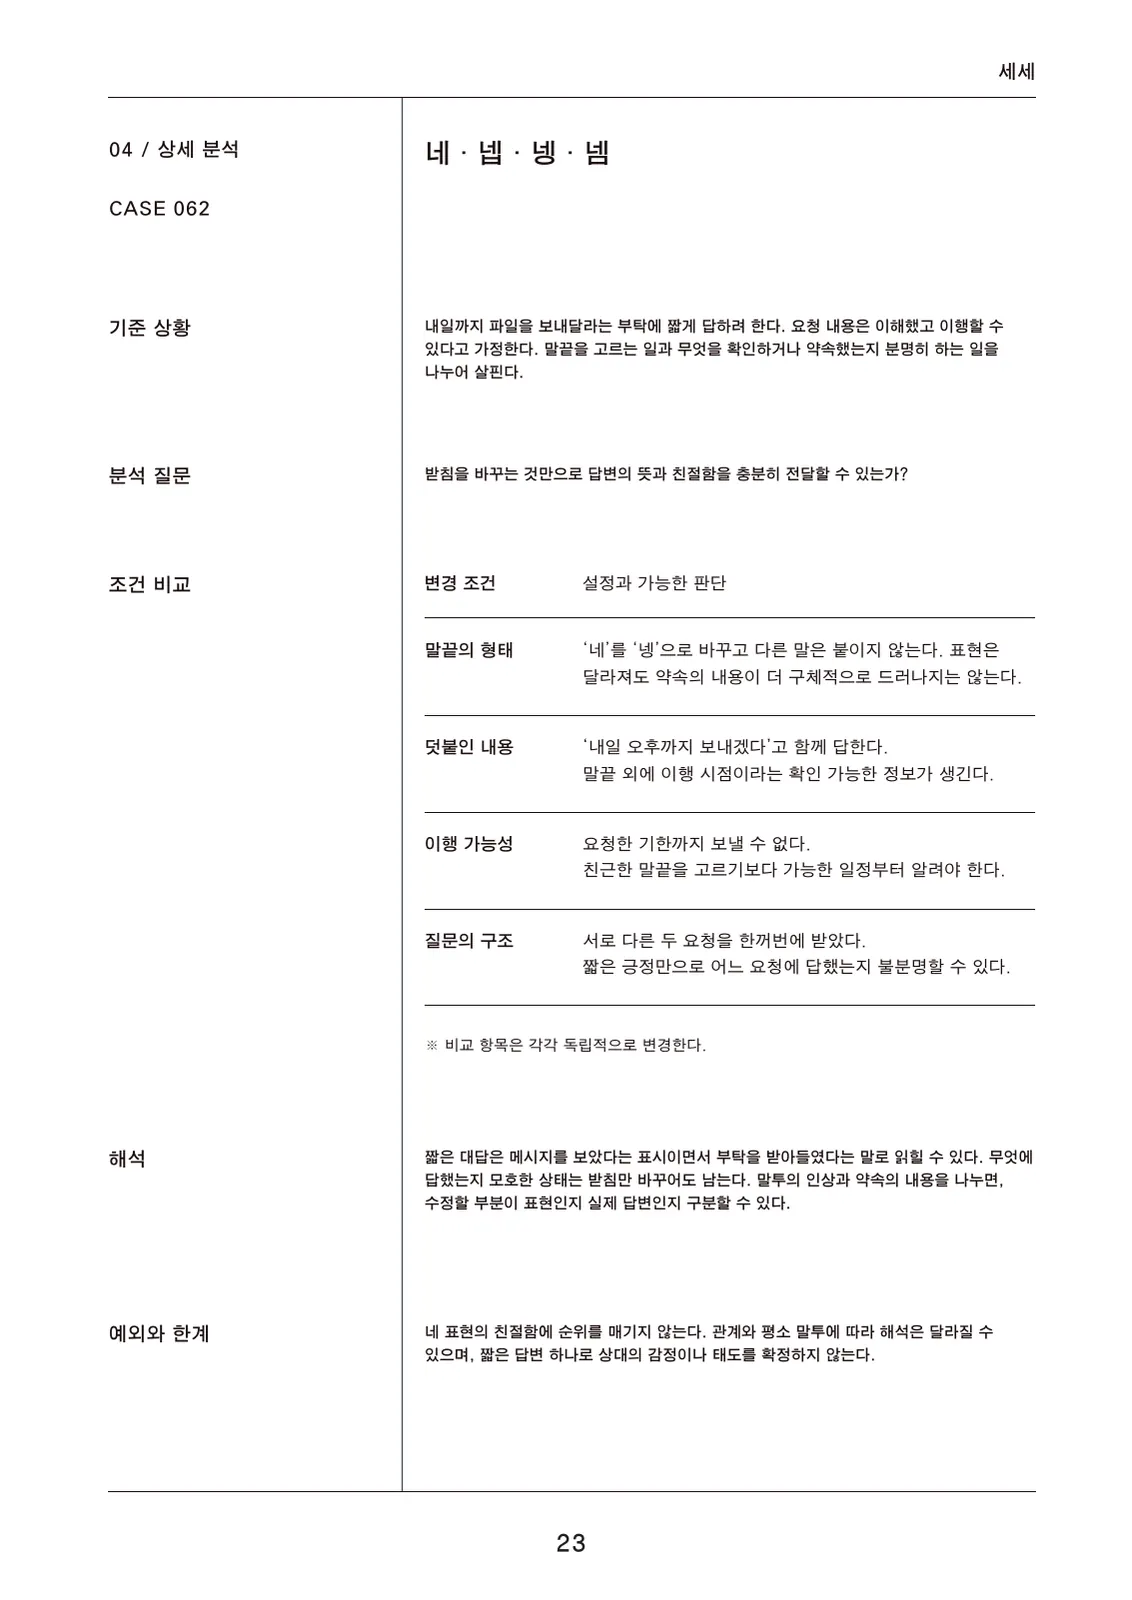 세세
04 / 상세 분석
네 · 넵 · 넹 · 넴
CASE 062
기준 상황
내일까지 파일을 보내달라는 부탁에 짧게 답하려 한다. 요청 내용은 이해했고 이행할 수
있다고 가정한다. 말끝을 고르는 일과 무엇을 확인하거나 약속했는지 분명히 하는 일을
나누어 살핀다.
분석 질문
받침을 바꾸는 것만으로 답변의 뜻과 친절함을 충분히 전달할 수 있는가?
조건 비교
변경 조건 설정과 가능한 판단
말끝의 형태 ‘네’를 ‘넹’으로 바꾸고 다른 말은 붙이지 않는다. 표현은
달라져도 약속의 내용이 더 구체적으로 드러나지는 않는다.
덧붙인 내용 ‘내일 오후까지 보내겠다’고 함께 답한다.
말끝 외에 이행 시점이라는 확인 가능한 정보가 생긴다.
이행 가능성 요청한 기한까지 보낼 수 없다.
친근한 말끝을 고르기보다 가능한 일정부터 알려야 한다.
질문의 구조 서로 다른 두 요청을 한꺼번에 받았다.
짧은 긍정만으로 어느 요청에 답했는지 불분명할 수 있다.
※ 비교 항목은 각각 독립적으로 변경한다.
해석
짧은 대답은 메시지를 보았다는 표시이면서 부탁을 받아들였다는 말로 읽힐 수 있다. 무엇에
답했는지 모호한 상태는 받침만 바꾸어도 남는다. 말투의 인상과 약속의 내용을 나누면,
수정할 부분이 표현인지 실제 답변인지 구분할 수 있다.
예외와 한계
네 표현의 친절함에 순위를 매기지 않는다. 관계와 평소 말투에 따라 해석은 달라질 수
있으며, 짧은 답변 하나로 상대의 감정이나 태도를 확정하지 않는다.
23